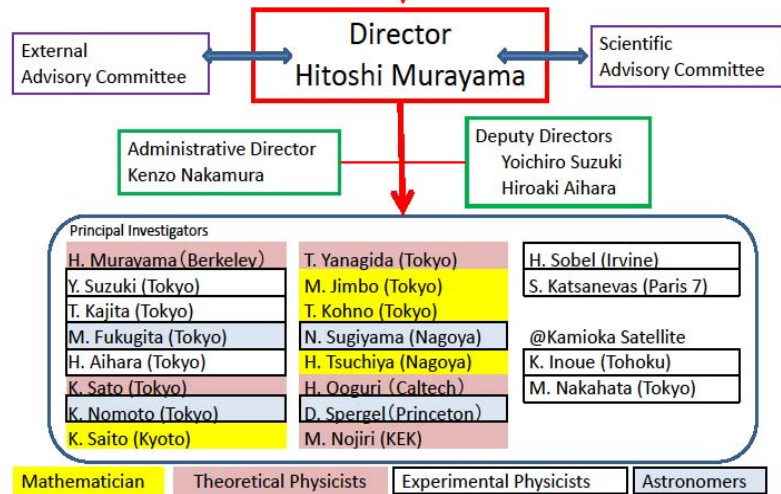 External
Advisory Committee
Director
Hitoshi Murayama
Scientific
Advisory Committee
Administrative Director
Kenzo Nakamura
Deputy Directors
Yoichiro Suzuki
Hiroaki Aihara
Principal Investigators
H. Murayama（Berkeley）
Y. Suzuki (Tokyo)
T. Kajita (Tokyo)
M. Fukugita (Tokyo)
H. Aihara (Tokyo)
K. Sato (Tokyo)
K. Nomoto (Tokyo)
K. Saito (Kyoto)
T. Yanagida (Tokyo)
M. Jimbo (Tokyo)
T. Kohno (Tokyo)
N. Sugiyama (Nagoya)
H. Tsuchiya (Nagoya)
H. Ooguri（Caltech）
D. Spergel（Princeton）
M. Nojiri (KEK)
H. Sobel (Irvine)
S. Katsanevas (Paris 7)
@Kamioka Satellite
K. Inoue (Tohoku)
M. Nakahata (Tokyo)
Mathematician
Theoretical Physicists
Experimental Physicists
Astronomers